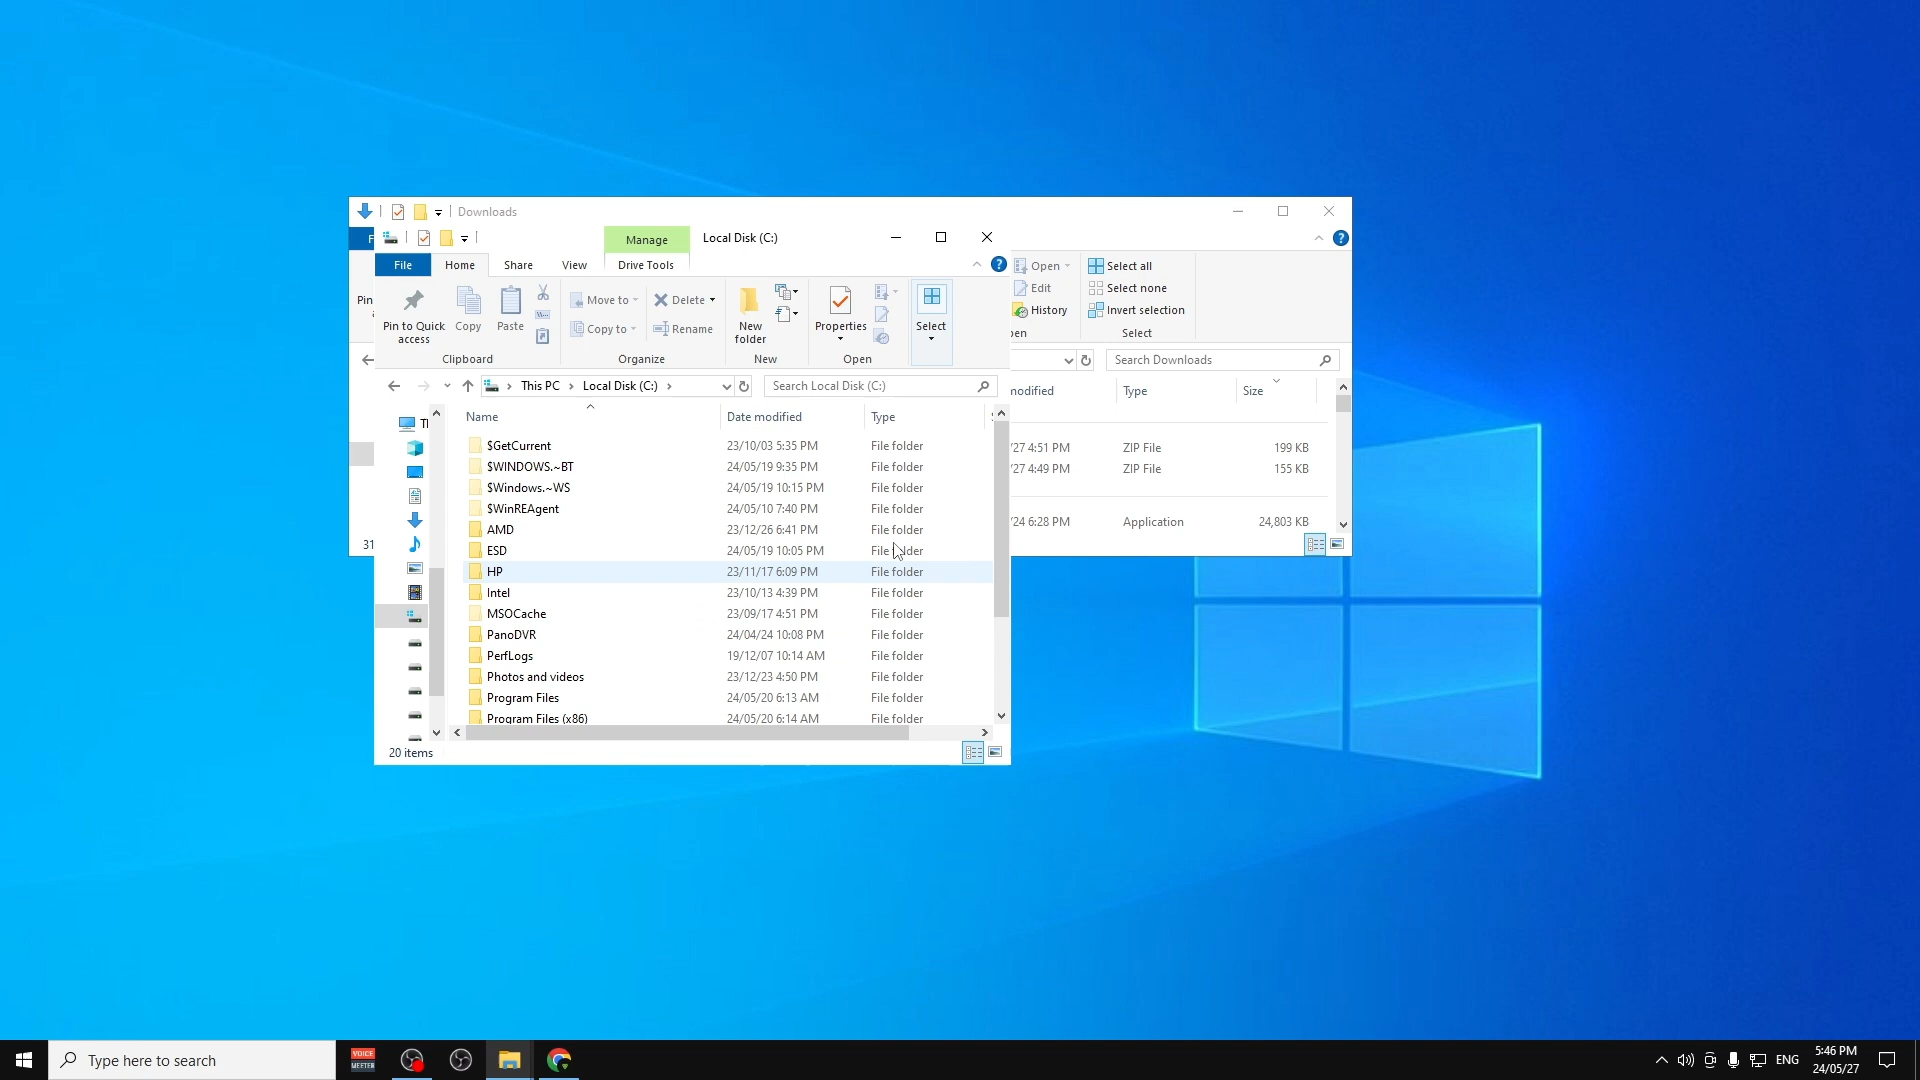 Downloads
Manage
Local Disk (C:)
File
Home
Share
View
Drive Tools
Pin to Quick access
Copy
Paste
Move to
Copy to
Delete
Rename
New folder
Properties
Select
Clipboard
Organize
New
Open
Open
Edit
History
Select all
Select none
Invert selection
Select
This PC
Local Disk (C:)
Search Local Disk (C:)
Search Downloads
Name
Date modified
Type
Type
Size
$GetCurrent 23/10/03 5:35 PM File folder
$WINDOWS.~BT 24/05/19 9:35 PM File folder
$Windows.~WS 24/05/19 10:15 PM File folder
$WinREAgent 24/05/10 7:40 PM File folder
AMD 23/12/26 6:41 PM File folder
ESD 24/05/19 10:05 PM File folder
HP 23/11/17 6:09 PM File folder
Intel 23/10/13 4:39 PM File folder
MSOCache 23/09/17 4:51 PM File folder
PanoDVR 24/04/24 10:08 PM File folder
PerfLogs 19/12/07 10:14 AM File folder
Photos and videos 23/12/23 4:50 PM File folder
Program Files 24/05/20 6:13 AM File folder
Program Files (x86) 24/05/20 6:14 AM File folder
/27 4:51 PM ZIP File 199 KB
/27 4:49 PM ZIP File 155 KB
/24 6:28 PM Application 24,803 KB
31
20 items
Type here to search
VOICE
MEETER
ENG
5:46 PM
24/05/27